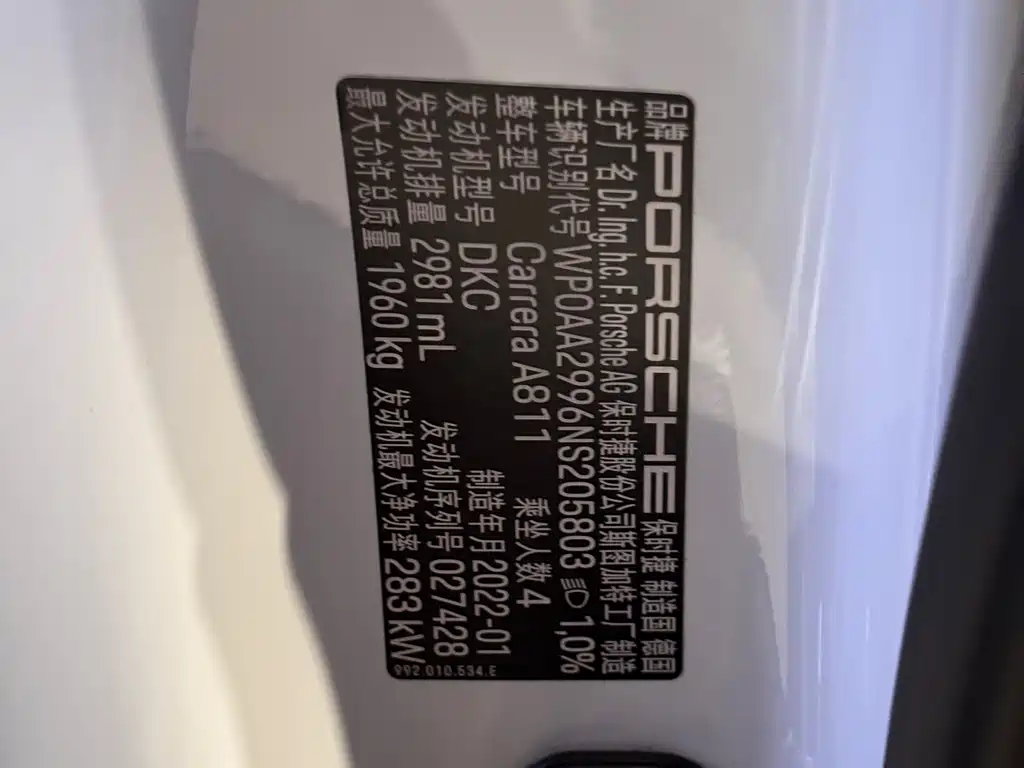 品牌 PORSCHE 保时捷 制造国 德国
生产厂名 Dr. Ing. h.c. F. Porsche AG 保时捷股份公司斯图加特工厂制造
车辆识别代号 WP0AA2996NS205803 1,0%
整车型号 Carrera A811 乘坐人数 4
发动机型号 DKC 制造年月 2022-01
发动机排量 2981 mL 发动机序列号 027428
最大允许总质量 1960 kg 发动机最大净功率 283 kW
992.010.534.E